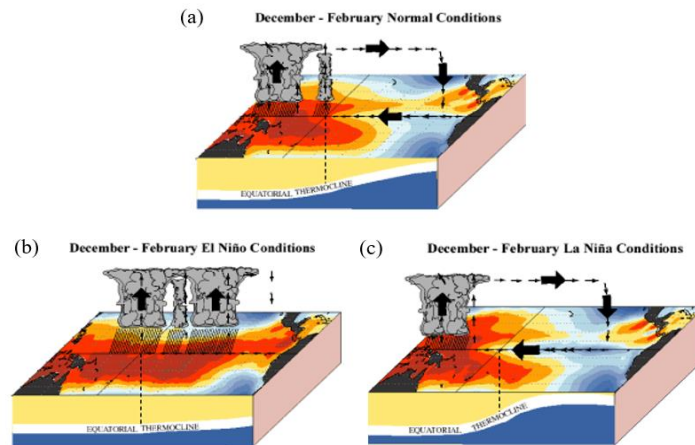 (a)
December - February Normal Conditions
EQUATORIAL THERMOCLINE
(b)
December - February El Niño Conditions
EQUATORIAL THERMOCLINE
(c)
December - February La Niña Conditions
EQUATORIAL THERMOCLINE